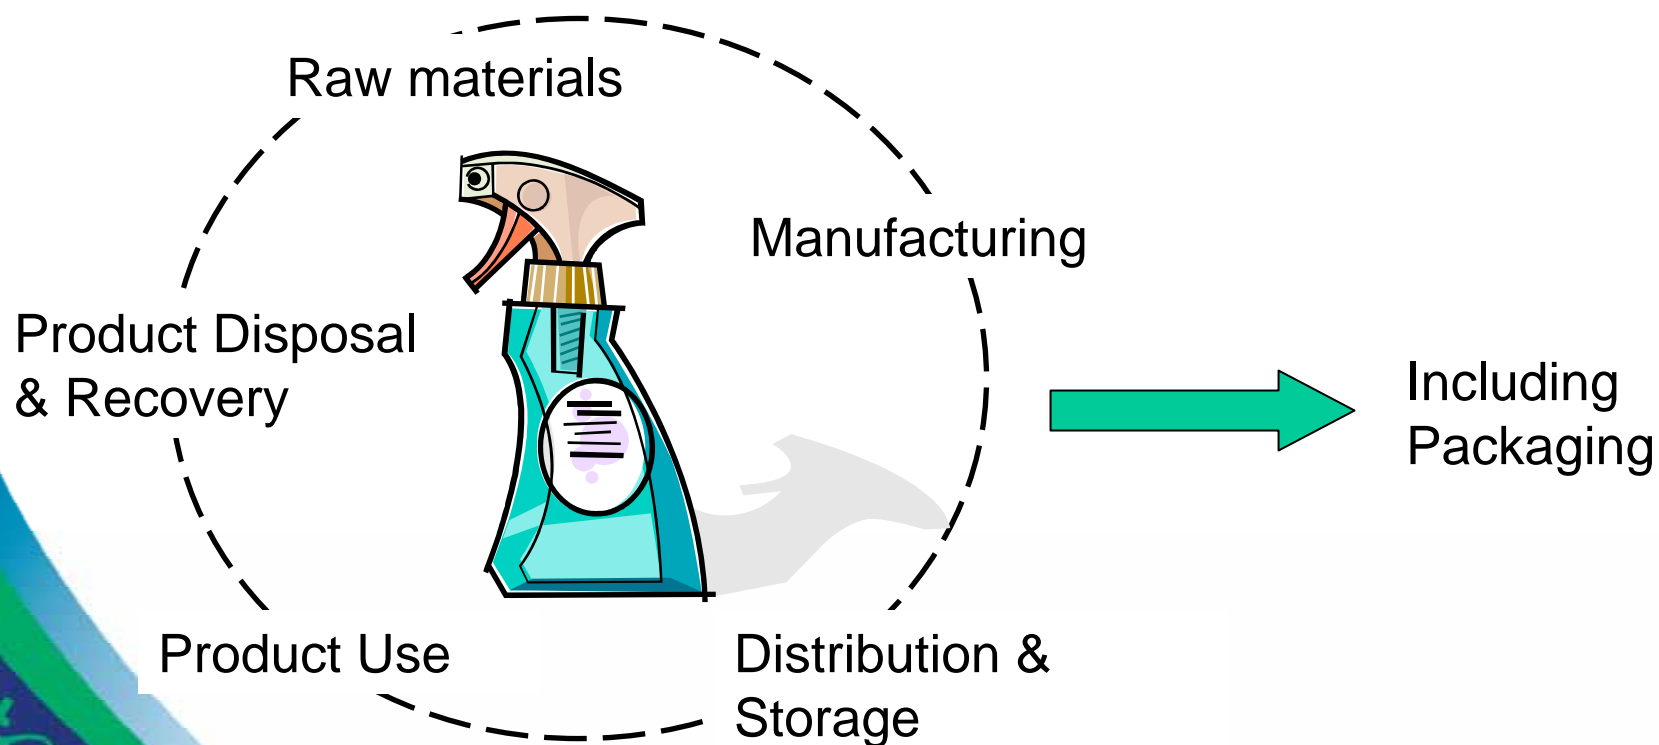 Raw materials
Manufacturing
Product Disposal
& Recovery
Including
Packaging
Product Use
Distribution &
Storage